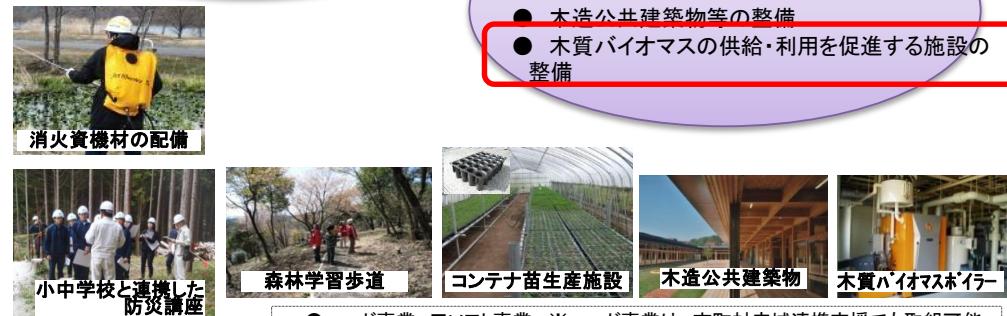 ● 木造公共建築物等の整備
● 木質バイオマスの供給・利用を促進する施設の
整備
消火資機材の配備
小中学校と連携した
防災講座
森林学習歩道
コンテナ苗生産施設
木造公共建築物
木質バイオマスボイラー